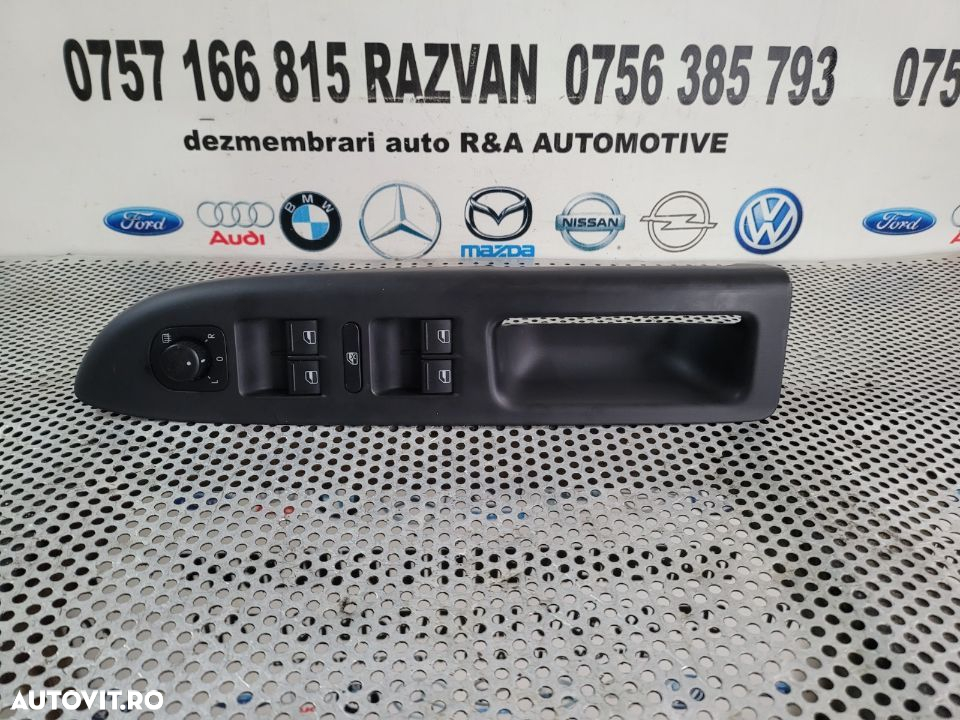 0757 166 815 RAZVAN 0756 385 793 075
dezmembrari auto R&A AUTOMOTIVE
Ford Audi BMW mazda NISSAN Ford
R
O
L
AUTOVIT.RO